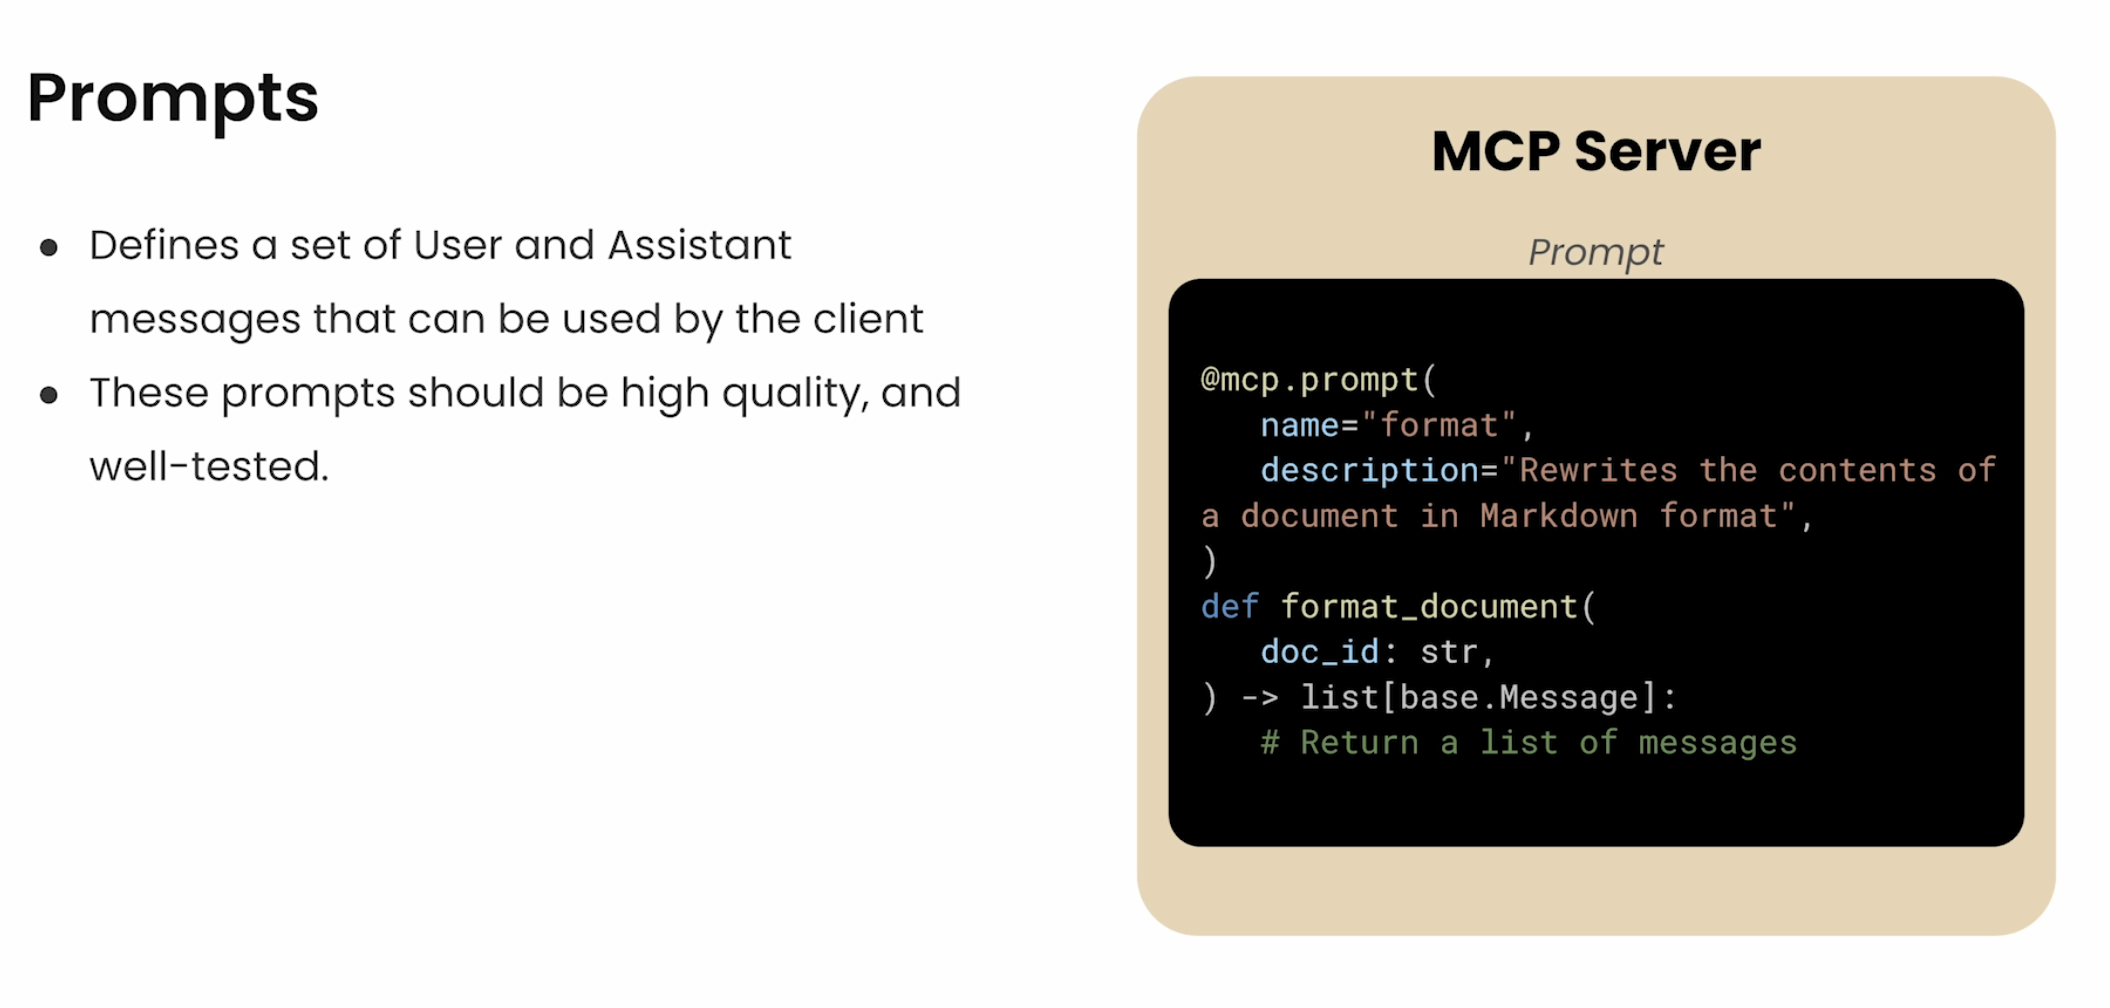 Prompts
● Defines a set of User and Assistant
messages that can be used by the client
● These prompts should be high quality, and
well-tested.
MCP Server
Prompt
@mcp.prompt(
   name="format",
   description="Rewrites the contents of
a document in Markdown format",
)
def format_document(
   doc_id: str,
) -> list[base.Message]:
   # Return a list of messages